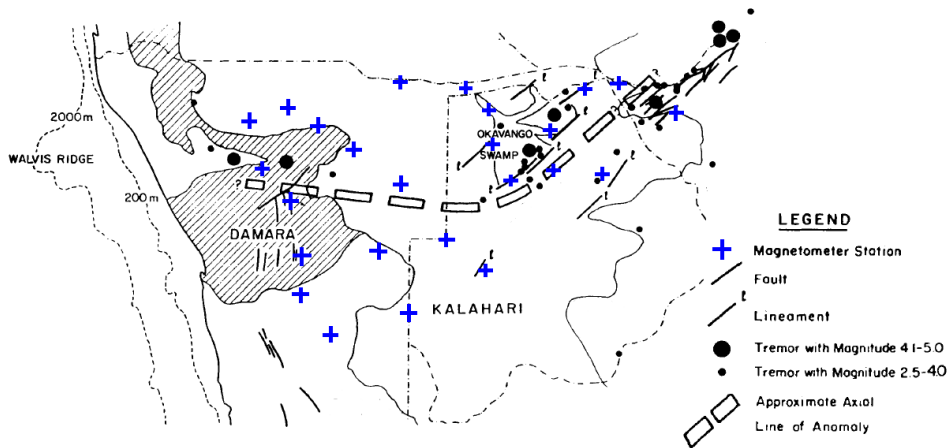 2000m
WALVIS RIDGE
200 m
DAMARA
?
OKAVANGO
SWAMP
KALAHARI
?
ℓ
ℓ
ℓ
ℓ
ℓ
ℓ
ℓ
ℓ
LEGEND
Magnetometer Station
Fault
ℓ
Lineament
Tremor with Magnitude 4.1-5.0
Tremor with Magnitude 2.5-4.0
Approximate Axial
Line of Anomaly